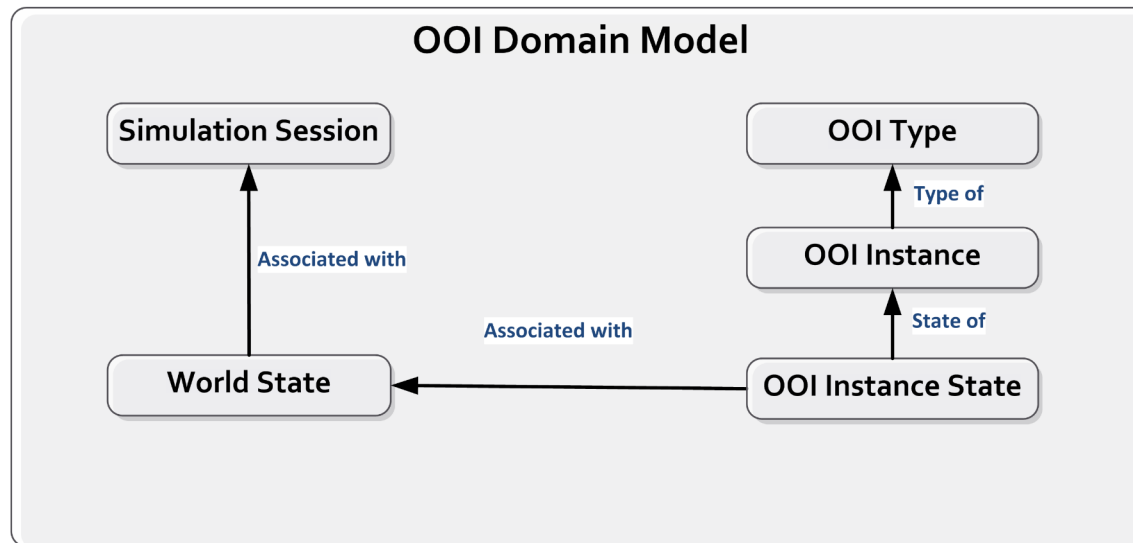 OOI Domain Model
Simulation Session
OOI Type
Type of
Associated with
OOI Instance
State of
Associated with
World State
OOI Instance State